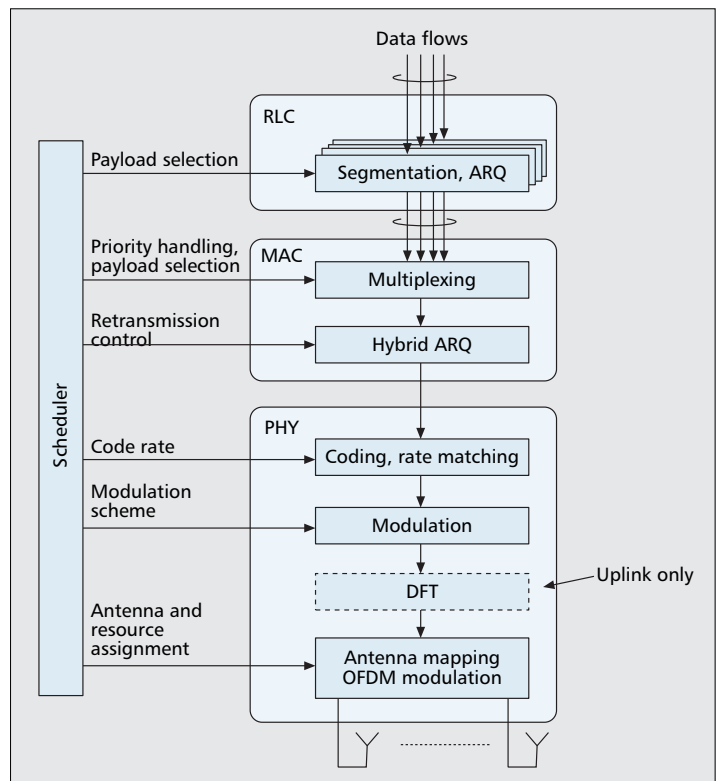 Data flows
RLC
Payload selection
Segmentation, ARQ
Priority handling,
payload selection
MAC
Multiplexing
Retransmission
control
Hybrid ARQ
Scheduler
PHY
Code rate
Coding, rate matching
Modulation
scheme
Modulation
DFT
Uplink only
Antenna and
resource
assignment
Antenna mapping
OFDM modulation